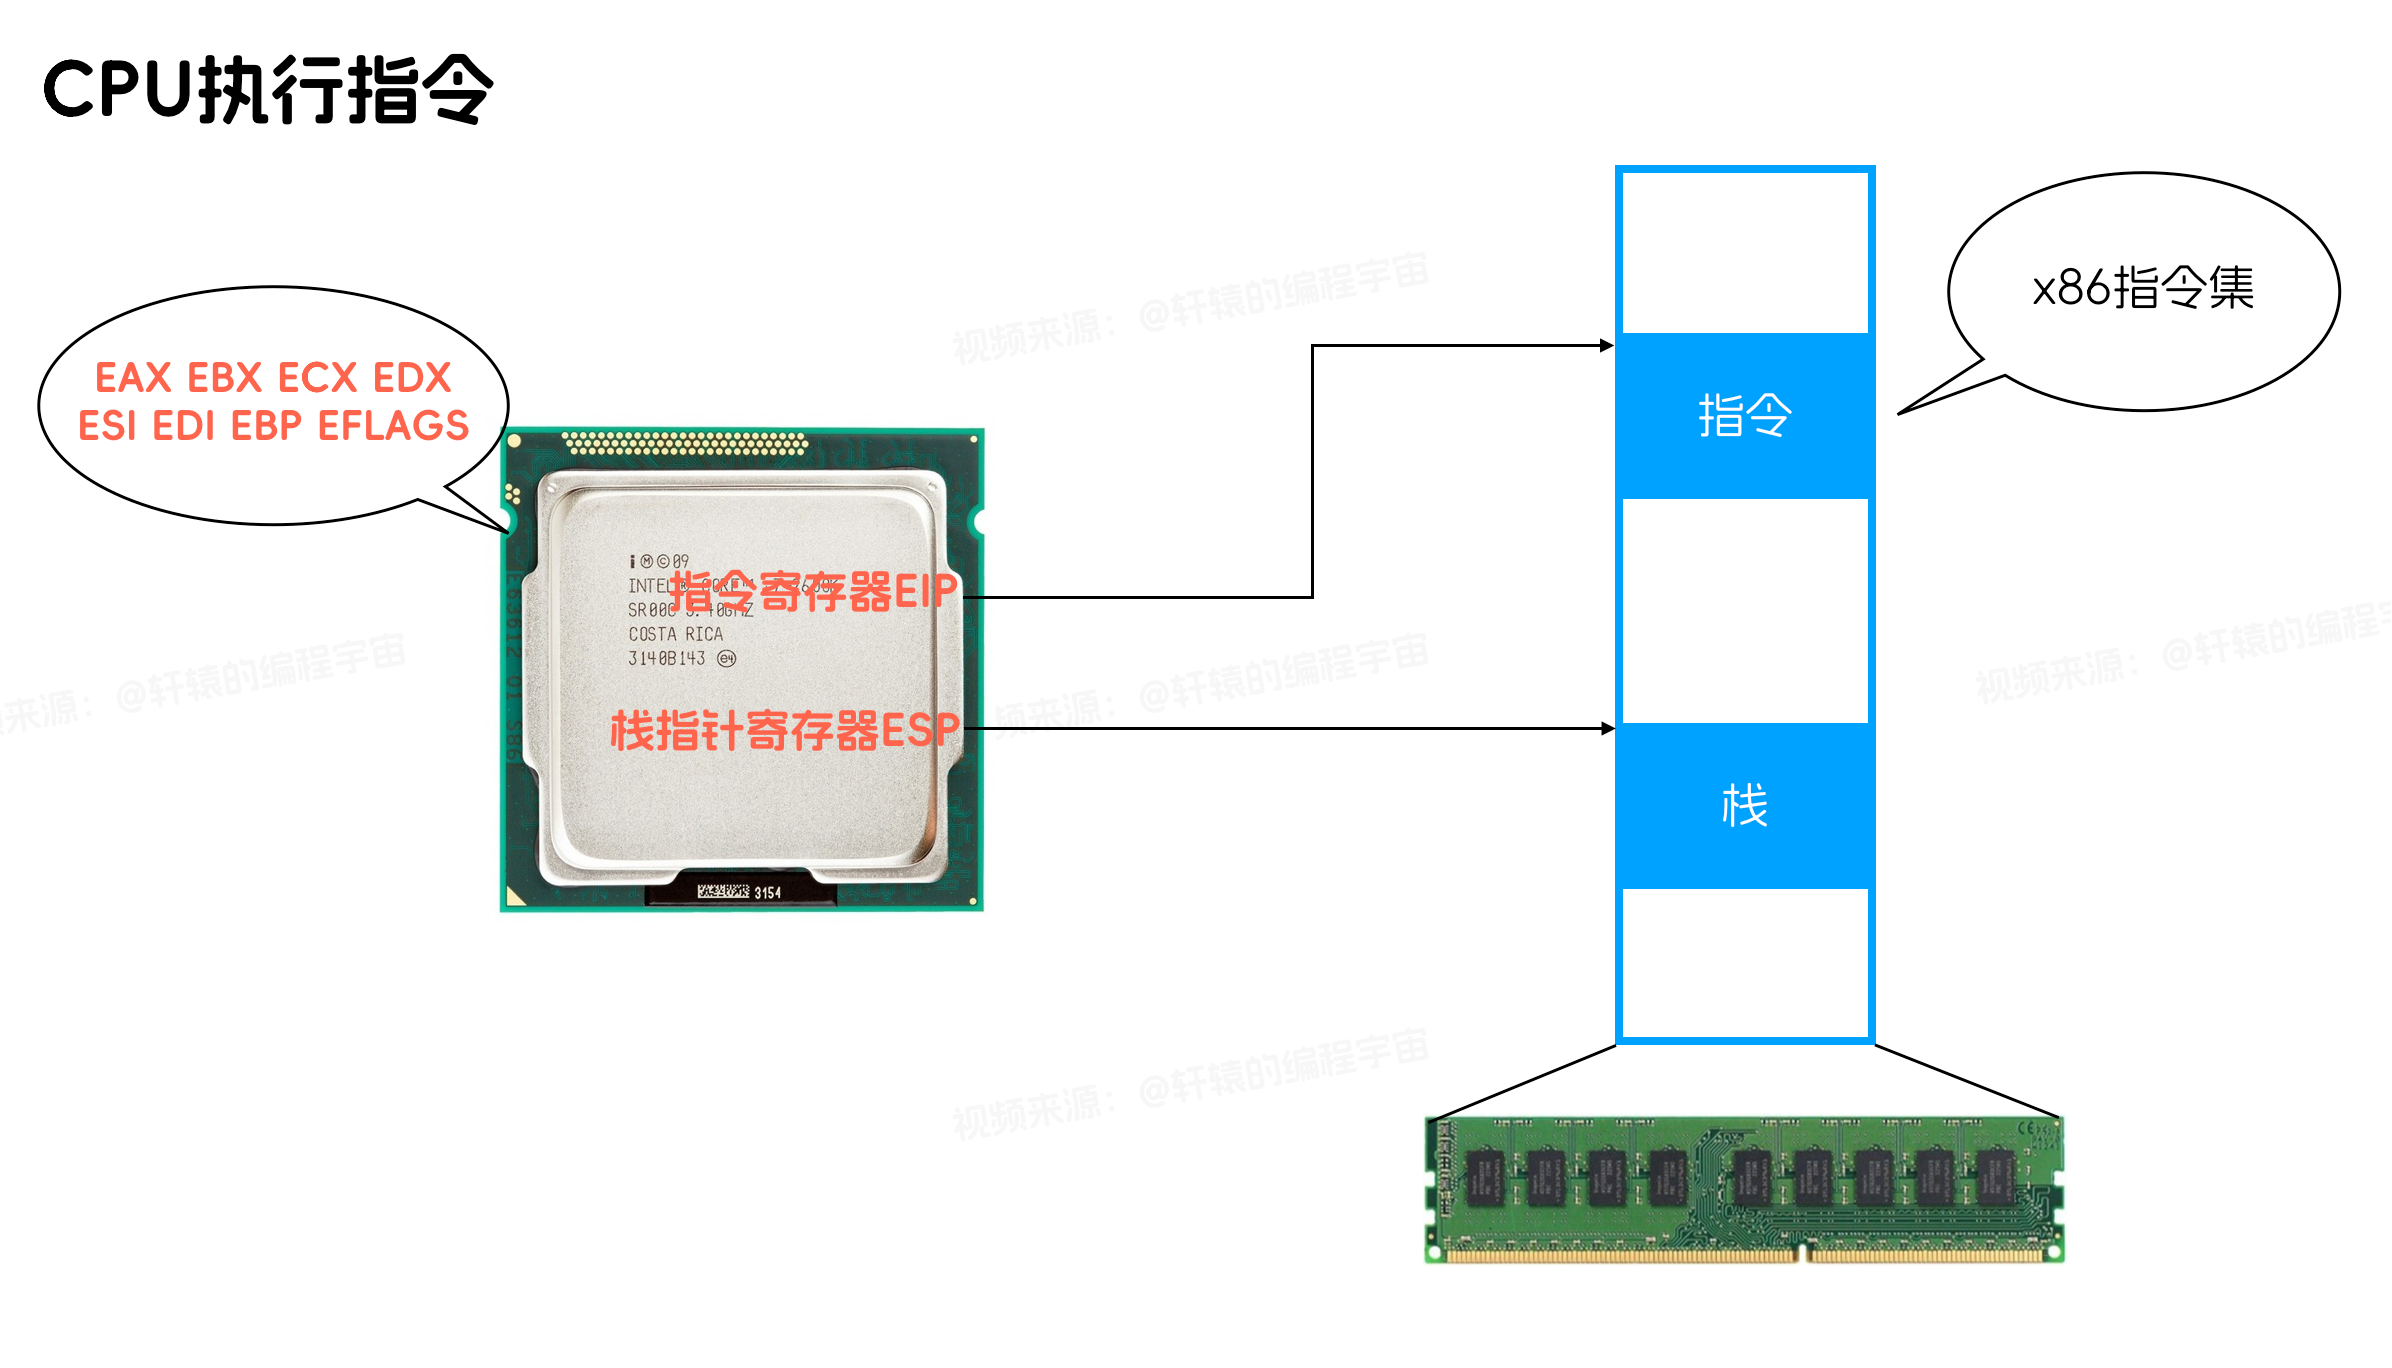 CPU执行指令
视频来源：@轩辕的编程宇宙
x86指令集
EAX EBX ECX EDX
ESI EDI EBP EFLAGS
指令
i M C 09
INTEL® CORE™
指令寄存器EIP
SR00C 3.40GHZ
COSTA RICA
3140B143 e4
视频来源：@轩辕的编程宇宙
频来源：@轩辕的编程宇宙
频来源：@轩辕的编程宇宙
栈指针寄存器ESP
栈
3154
视频来源：@轩辕的编程宇宙